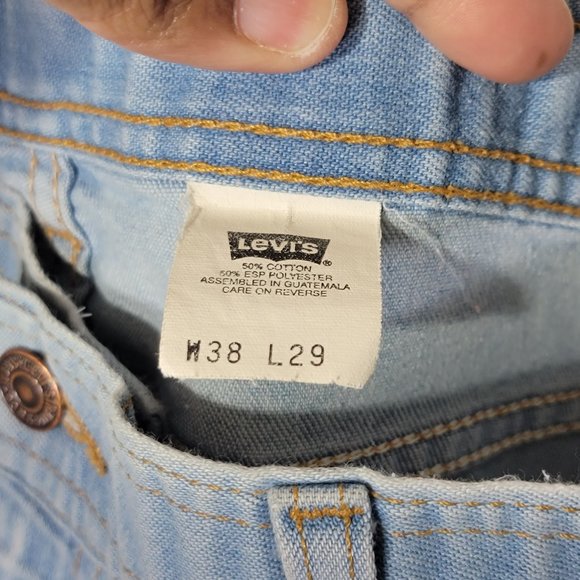 LEVI'S ®
50% COTTON
50% ESP POLYESTER
ASSEMBLED IN GUATEMALA
CARE ON REVERSE
W38 L29